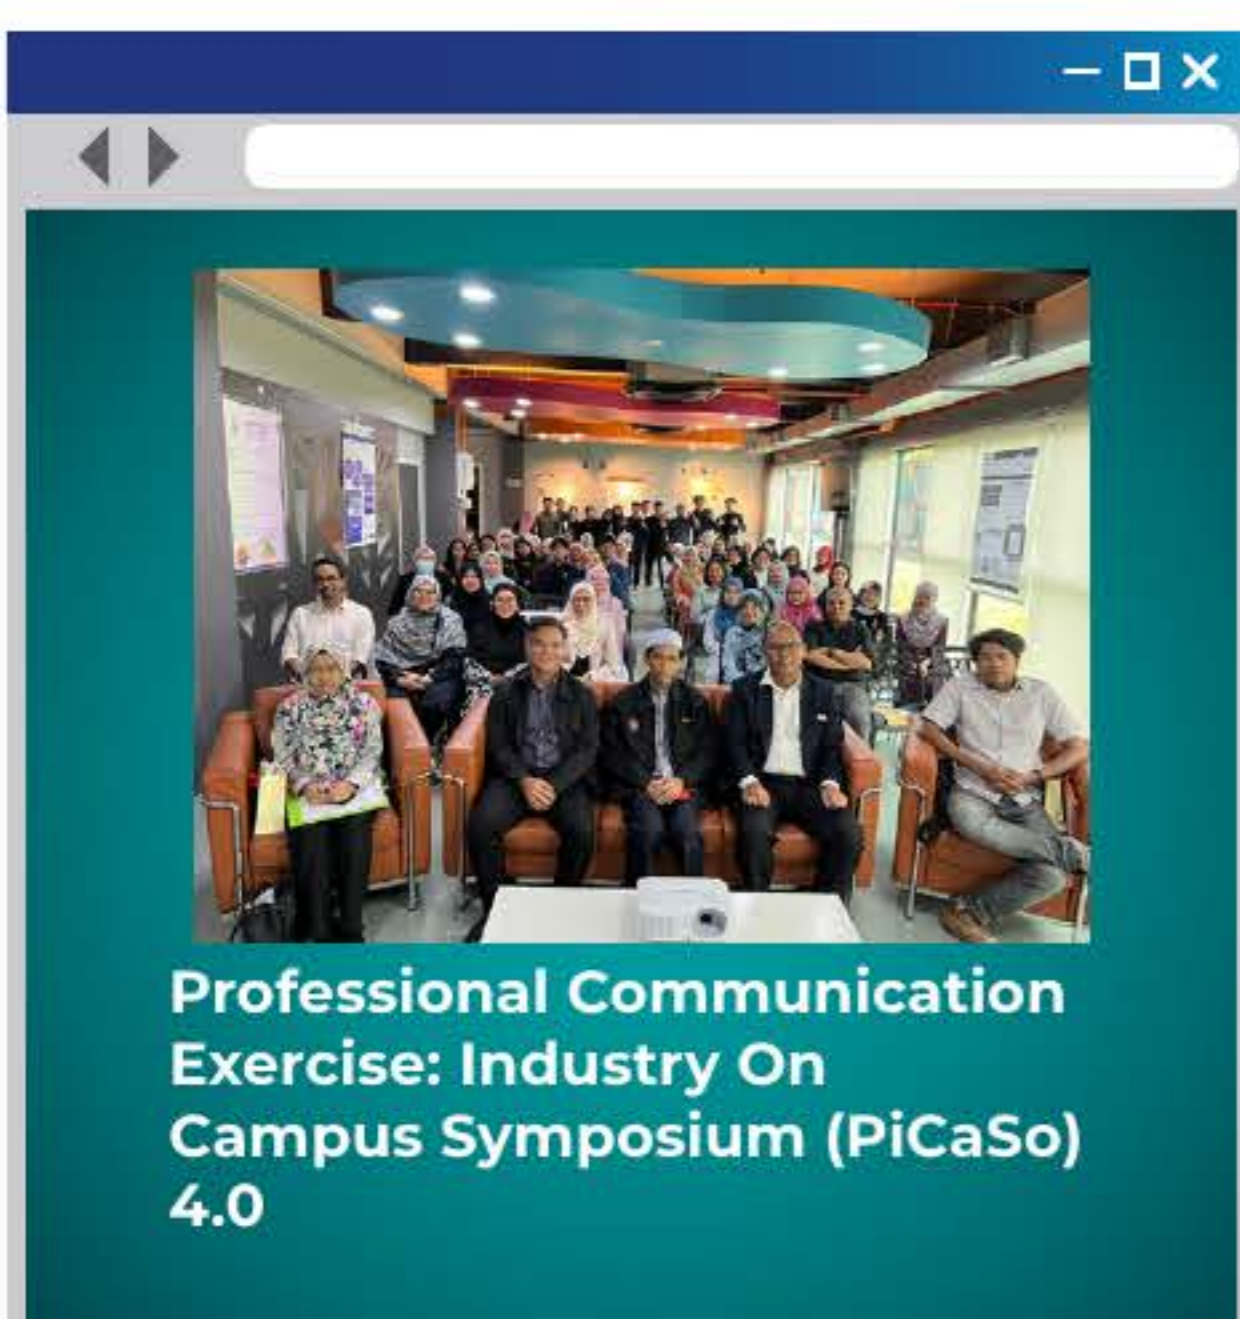 Professional Communication
Exercise: Industry On
Campus Symposium (PiCaSo)
4.0